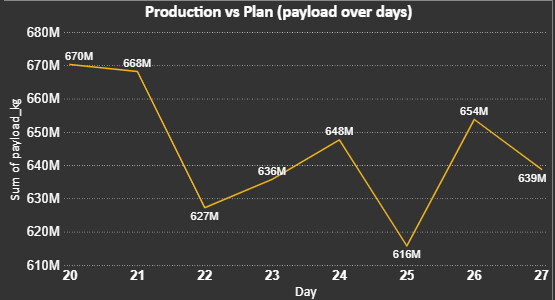 Production vs Plan (payload over days)
680M
670M
660M
650M
640M
630M
620M
610M
Sum of payload_kg
670M
668M
627M
636M
648M
616M
654M
639M
20 21 22 23 24 25 26 27
Day